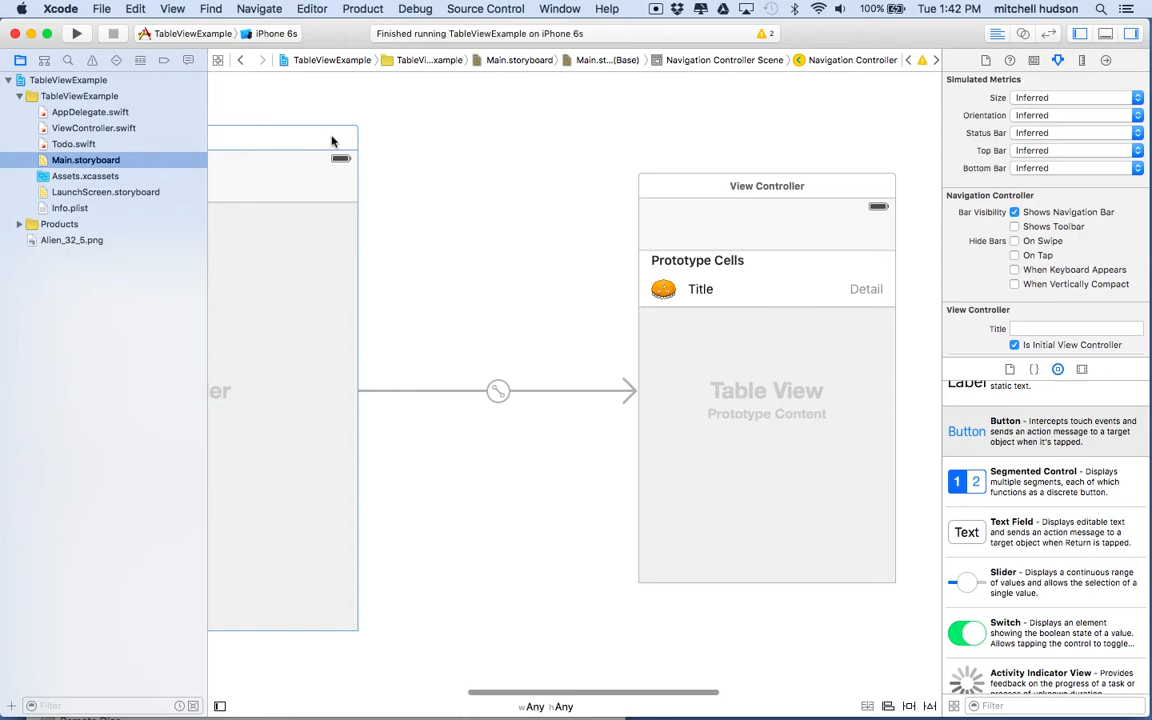 Xcode File Edit View Find Navigate Editor Product Debug Source Control Window Help 100% Tue 1:42 PM mitchell hudson
TableViewExample iPhone 6s Finished running TableViewExample on iPhone 6s 2
TableViewExample TableVi...xample Main.storyboard Main.st...(Base) Navigation Controller Scene Navigation Controller
TableViewExample
TableViewExample
AppDelegate.swift
ViewController.swift
Todo.swift
Main.storyboard
Assets.xcassets
LaunchScreen.storyboard
Info.plist
Products
Alien_32_5.png
Filter
er
View Controller
Prototype Cells
Title Detail
Table View
Prototype Content
wAny hAny
Simulated Metrics
Size Inferred
Orientation Inferred
Status Bar Inferred
Top Bar Inferred
Bottom Bar Inferred
Navigation Controller
Bar Visibility Shows Navigation Bar
Shows Toolbar
Hide Bars On Swipe
On Tap
When Keyboard Appears
When Vertically Compact
View Controller
Title
Is Initial View Controller
Label static text.
Button Button - Intercepts touch events and
sends an action message to a target
object when it's tapped.
1 2 Segmented Control - Displays
multiple segments, each of which
functions as a discrete button.
Text Text Field - Displays editable text
and sends an action message to a
target object when Return is tapped.
Slider - Displays a continuous range
of values and allows the selection of a
single value.
Switch - Displays an element
showing the boolean state of a value.
Allows tapping the control to toggle...
Activity Indicator View - Provides
feedback on the progress of a task or
process of unknown duration.
Filter